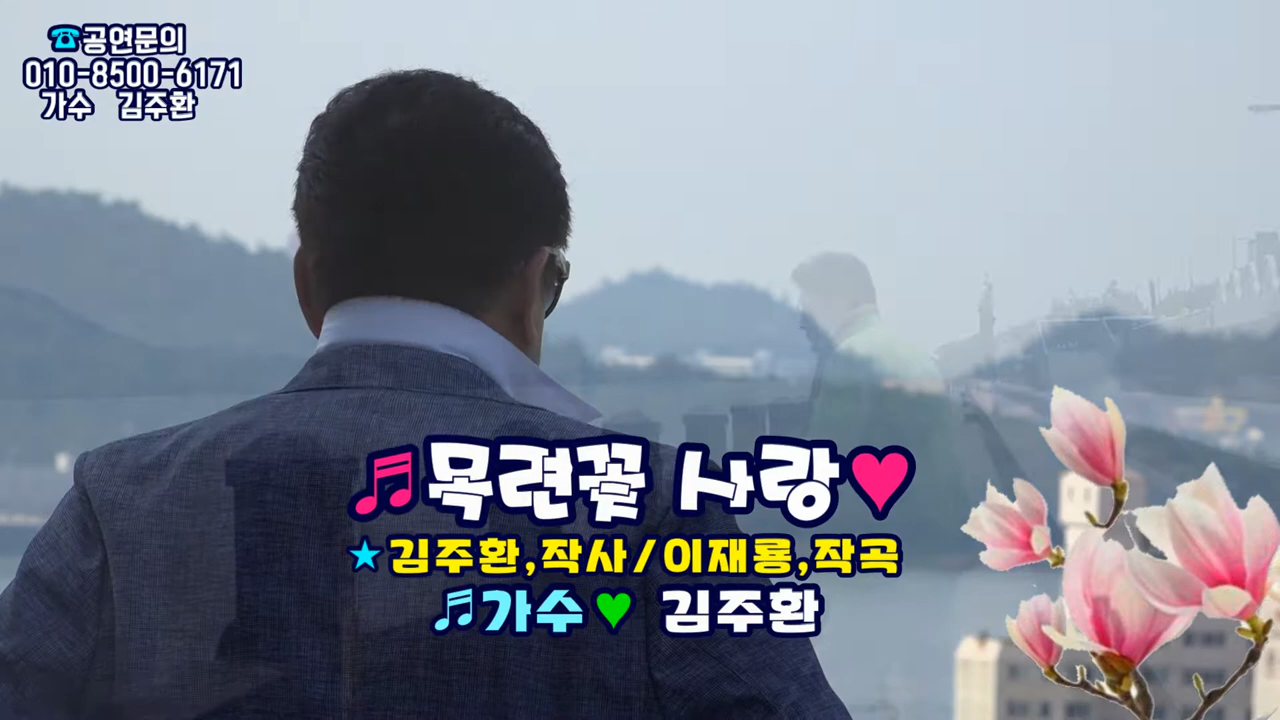 ☎공연문의
010-8500-6171
가수 김주환
♬목련꽃 사랑♥
★김주환,작사/이재룡,작곡
♬가수♥ 김주환